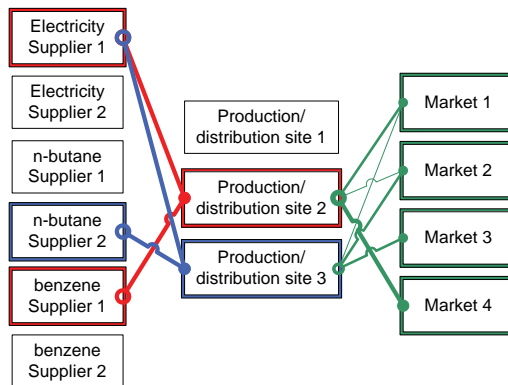 Electricity
Supplier 1
Electricity
Supplier 2
n-butane
Supplier 1
n-butane
Supplier 2
benzene
Supplier 1
benzene
Supplier 2
Production/
distribution site 1
Production/
distribution site 2
Production/
distribution site 3
Market 1
Market 2
Market 3
Market 4